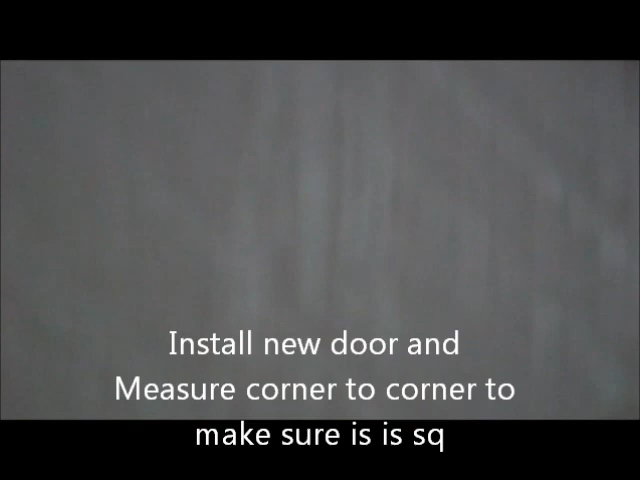 Install new door and
Measure corner to corner to
make sure is is sq